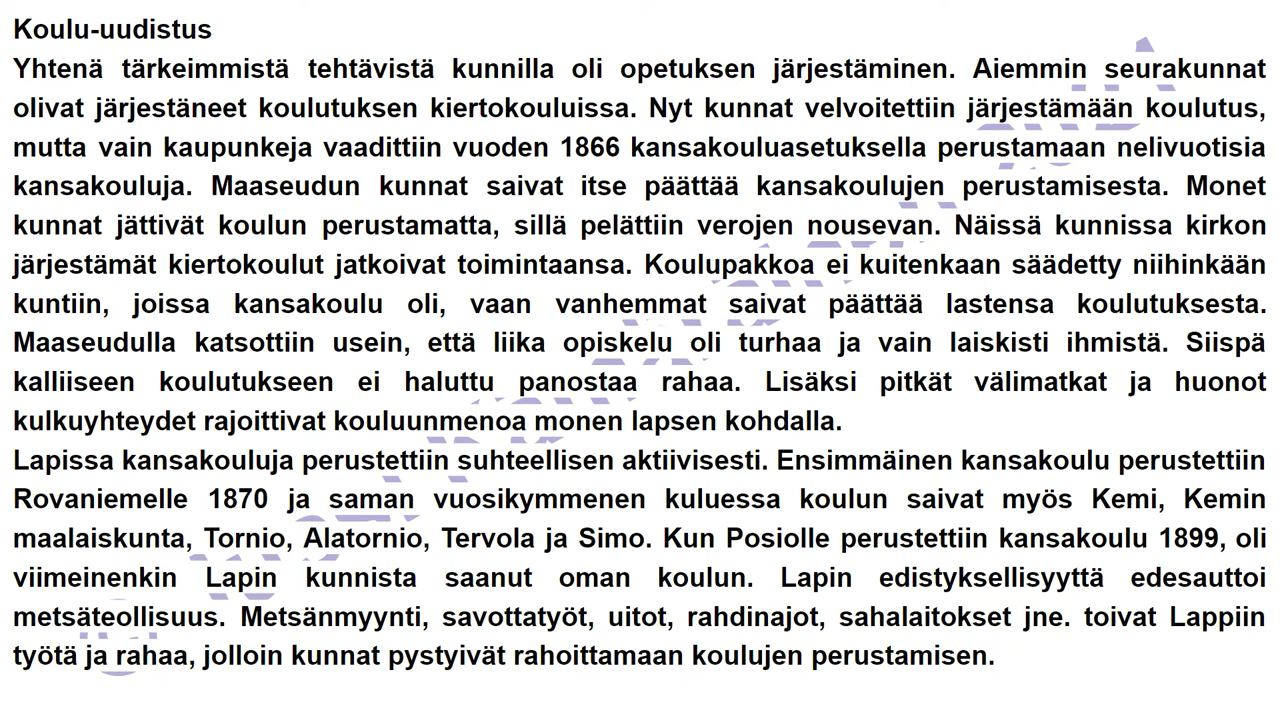 Koulu-uudistus
Yhtenä tärkeimmistä tehtävistä kunnilla oli opetuksen järjestäminen. Aiemmin seurakunnat
olivat järjestäneet koulutuksen kiertokouluissa. Nyt kunnat velvoitettiin järjestämään koulutus,
mutta vain kaupunkeja vaadittiin vuoden 1866 kansakouluasetuksella perustamaan nelivuotisia
kansakouluja. Maaseudun kunnat saivat itse päättää kansakoulujen perustamisesta. Monet
kunnat jättivät koulun perustamatta, sillä pelättiin verojen nousevan. Näissä kunnissa kirkon
järjestämät kiertokoulut jatkoivat toimintaansa. Koulupakkoa ei kuitenkaan säädetty niihinkään
kuntiin, joissa kansakoulu oli, vaan vanhemmat saivat päättää lastensa koulutuksesta.
Maaseudulla katsottiin usein, että liika opiskelu oli turhaa ja vain laiskisti ihmistä. Siispä
kalliiseen koulutukseen ei haluttu panostaa rahaa. Lisäksi pitkät välimatkat ja huonot
kulkuyhteydet rajoittivat kouluunmenoa monen lapsen kohdalla.
Lapissa kansakouluja perustettiin suhteellisen aktiivisesti. Ensimmäinen kansakoulu perustettiin
Rovaniemelle 1870 ja saman vuosikymmenen kuluessa koulun saivat myös Kemi, Kemin
maalaiskunta, Tornio, Alatornio, Tervola ja Simo. Kun Posiolle perustettiin kansakoulu 1899, oli
viimeinenkin Lapin kunnista saanut oman koulun. Lapin edistyksellisyyttä edesauttoi
metsäteollisuus. Metsänmyynti, savottatyöt, uitot, rahdinajot, sahalaitokset jne. toivat Lappiin
työtä ja rahaa, jolloin kunnat pystyivät rahoittamaan koulujen perustamisen.